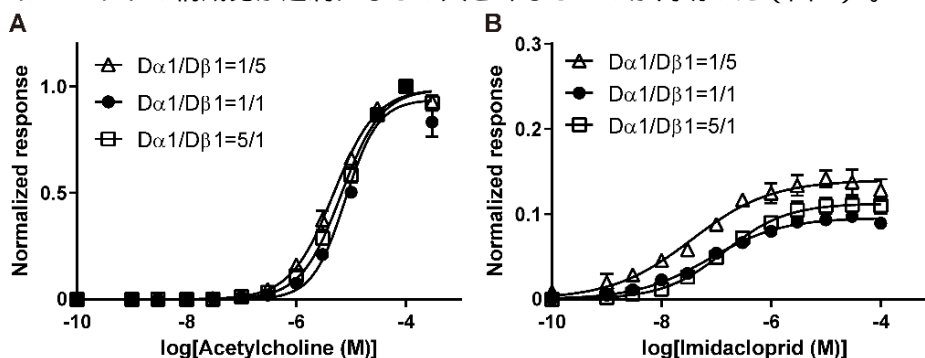 A
B
Dα1/Dβ1=1/5
Dα1/Dβ1=1/1
Dα1/Dβ1=5/1
Normalized response
1.0
0.5
0
-10
-8
-6
-4
log[Acetylcholine (M)]
Dα1/Dβ1=1/5
Dα1/Dβ1=1/1
Dα1/Dβ1=5/1
Normalized response
0.3
0.2
0.1
0
-10
-8
-6
-4
log[Imidacloprid (M)]